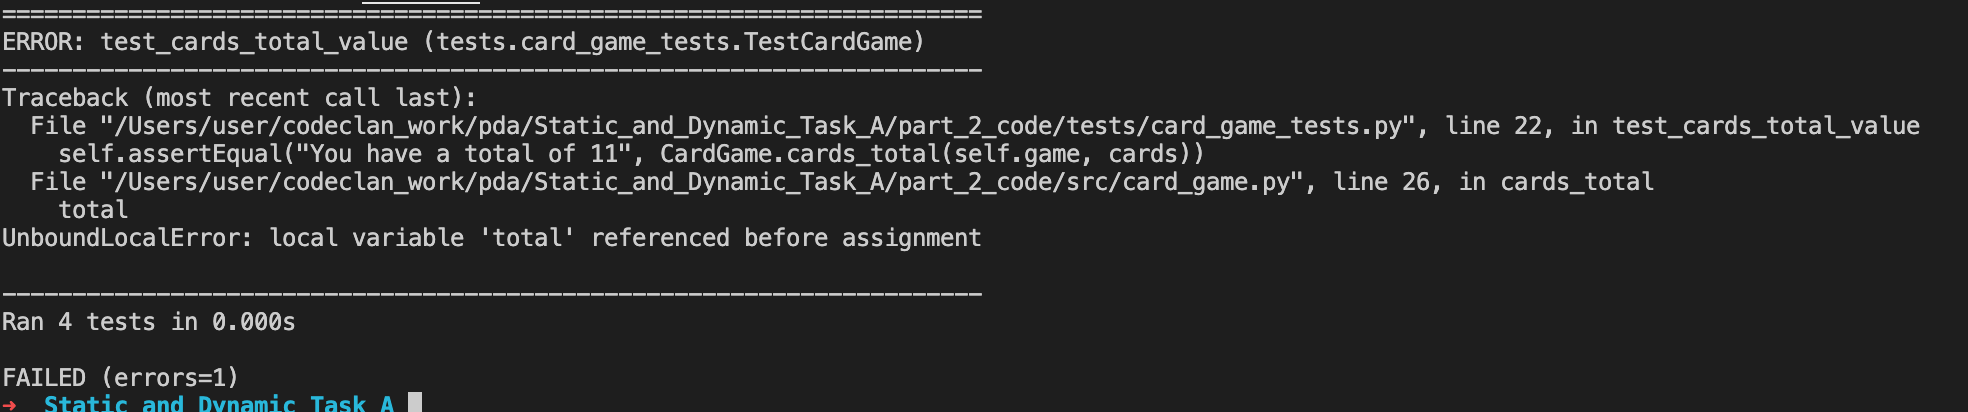 ======================================================================
ERROR: test_cards_total_value (tests.card_game_tests.TestCardGame)
----------------------------------------------------------------------
Traceback (most recent call last):
  File "/Users/user/codeclan_work/pda/Static_and_Dynamic_Task_A/part_2_code/tests/card_game_tests.py", line 22, in test_cards_total_value
    self.assertEqual("You have a total of 11", CardGame.cards_total(self.game, cards))
  File "/Users/user/codeclan_work/pda/Static_and_Dynamic_Task_A/part_2_code/src/card_game.py", line 26, in cards_total
    total
UnboundLocalError: local variable 'total' referenced before assignment

----------------------------------------------------------------------
Ran 4 tests in 0.000s

FAILED (errors=1)
➜  Static_and_Dynamic_Task_A